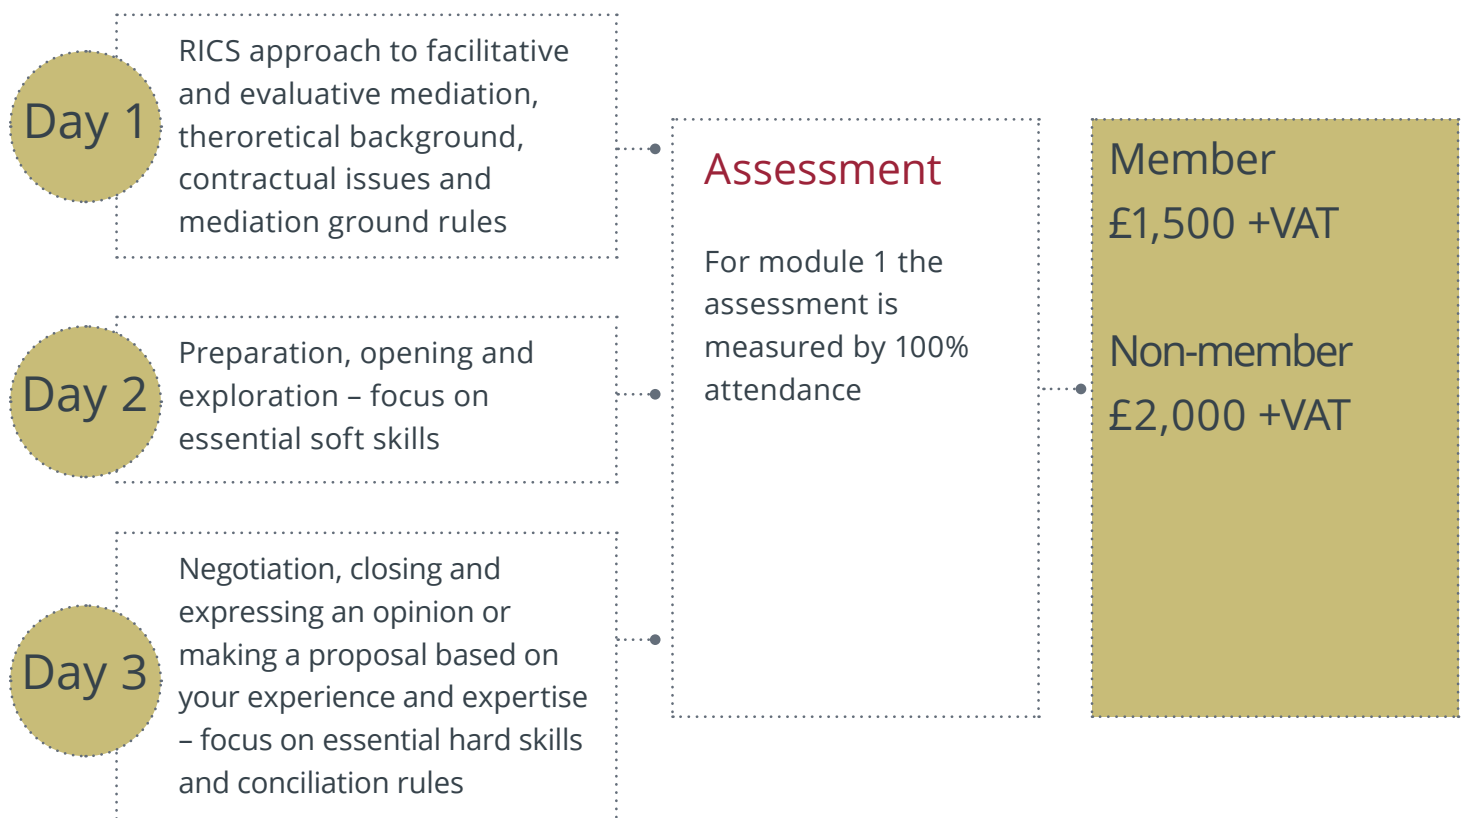 Day 1
RICS approach to facilitative
and evaluative mediation,
theroretical background,
contractual issues and
mediation ground rules
Day 2
Preparation, opening and
exploration – focus on
essential soft skills
Day 3
Negotiation, closing and
expressing an opinion or
making a proposal based on
your experience and expertise
– focus on essential hard skills
and conciliation rules
Assessment
For module 1 the
assessment is
measured by 100%
attendance
Member
£1,500 +VAT
Non-member
£2,000 +VAT